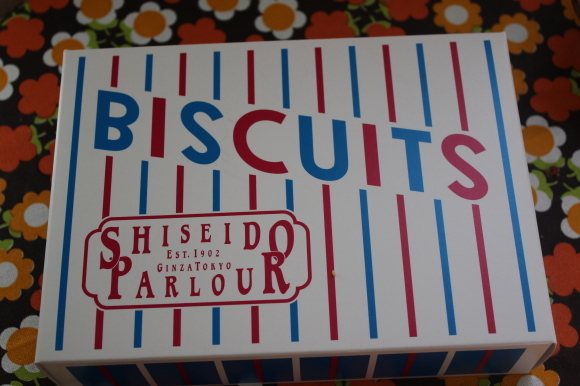 BISCUITS
SHISEIDO
EST. 1902
GINZA TOKYO
PARLOUR